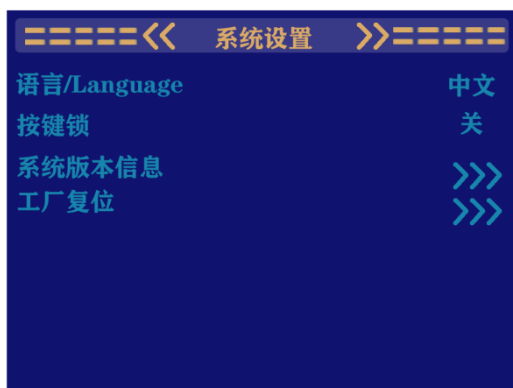 =====<< 系统设置 >>=====
语言/Language 中文
按键锁 关
系统版本信息 >>>
工厂复位 >>>